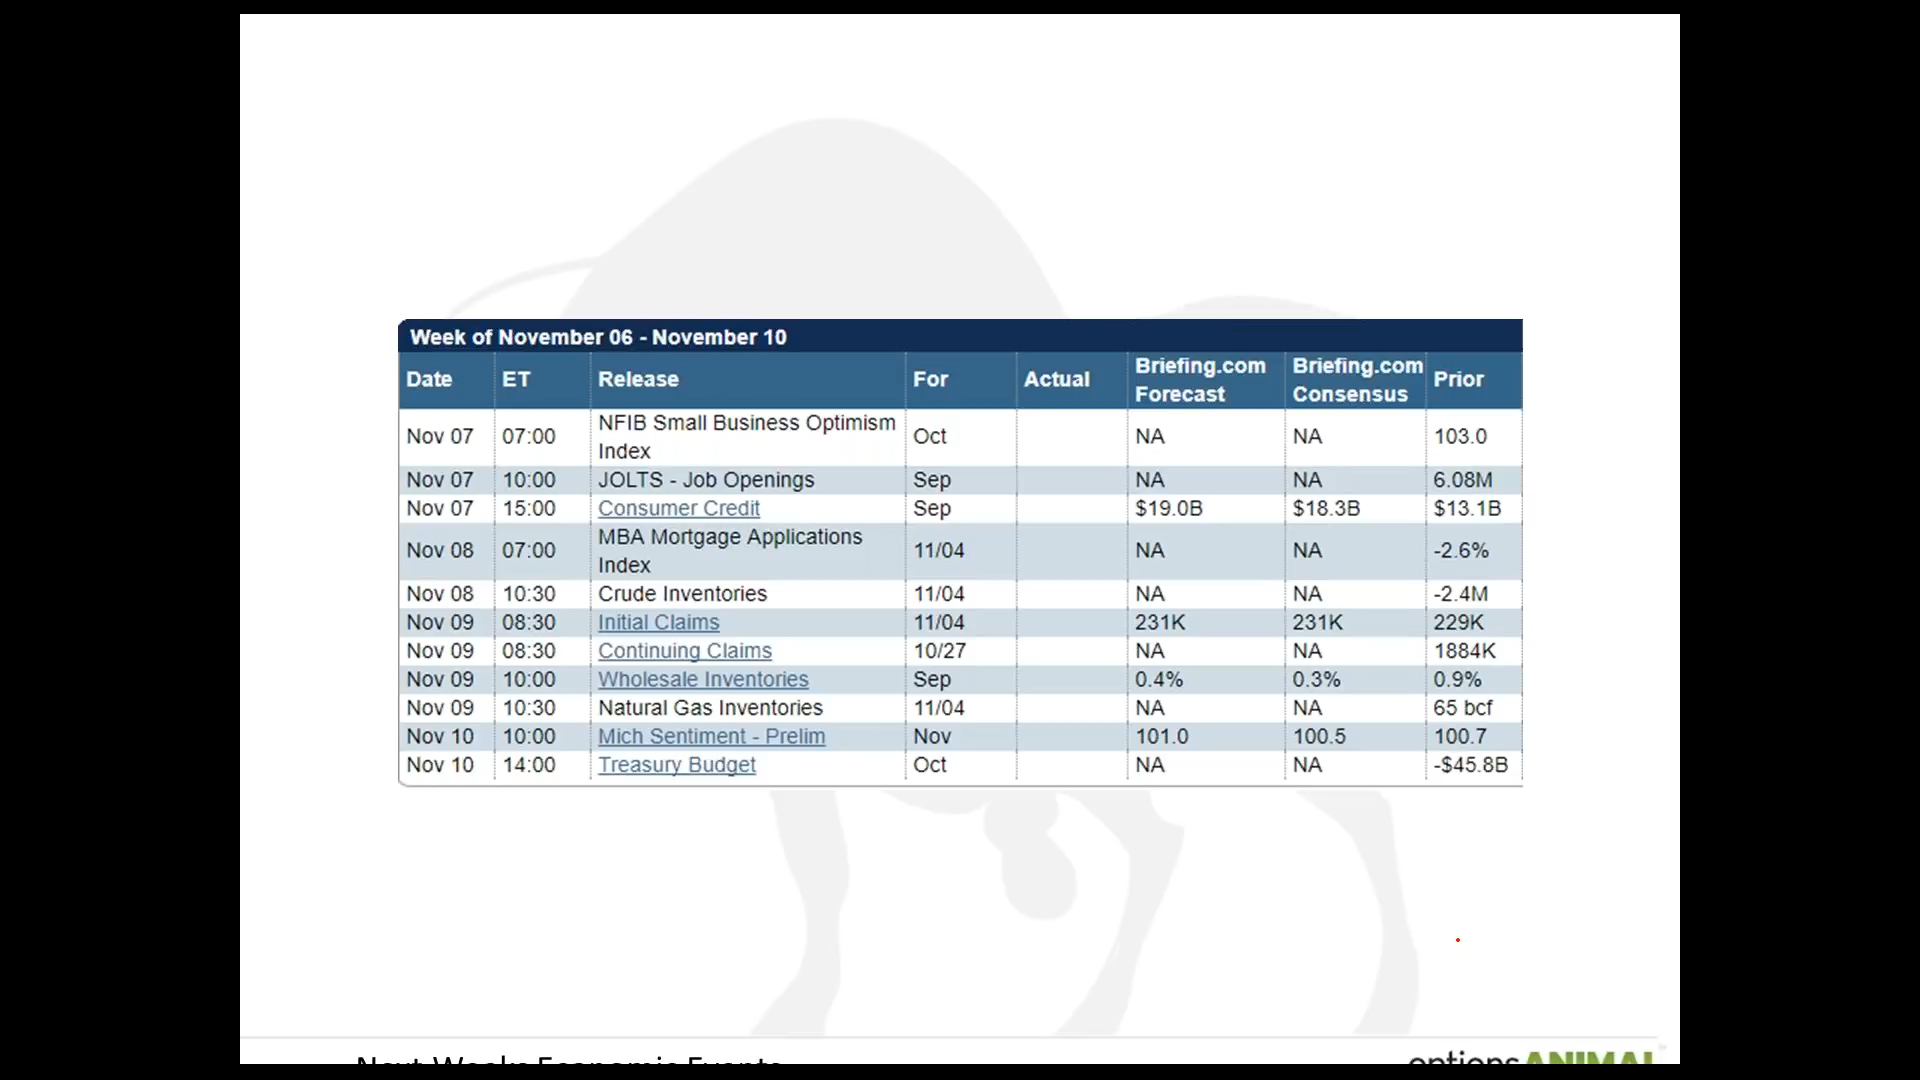 Week of November 06 - November 10
Date ET Release For Actual Briefing.com Forecast Briefing.com Consensus Prior
Nov 07 07:00 NFIB Small Business Optimism Index Oct NA NA 103.0
Nov 07 10:00 JOLTS - Job Openings Sep NA NA 6.08M
Nov 07 15:00 Consumer Credit Sep $19.0B $18.3B $13.1B
Nov 08 07:00 MBA Mortgage Applications Index 11/04 NA NA -2.6%
Nov 08 10:30 Crude Inventories 11/04 NA NA -2.4M
Nov 09 08:30 Initial Claims 11/04 231K 231K 229K
Nov 09 08:30 Continuing Claims 10/27 NA NA 1884K
Nov 09 10:00 Wholesale Inventories Sep 0.4% 0.3% 0.9%
Nov 09 10:30 Natural Gas Inventories 11/04 NA NA 65 bcf
Nov 10 10:00 Mich Sentiment - Prelim Nov 101.0 100.5 100.7
Nov 10 14:00 Treasury Budget Oct NA NA -$45.8B
Next Weeks Economic Events
optionsANIMAL